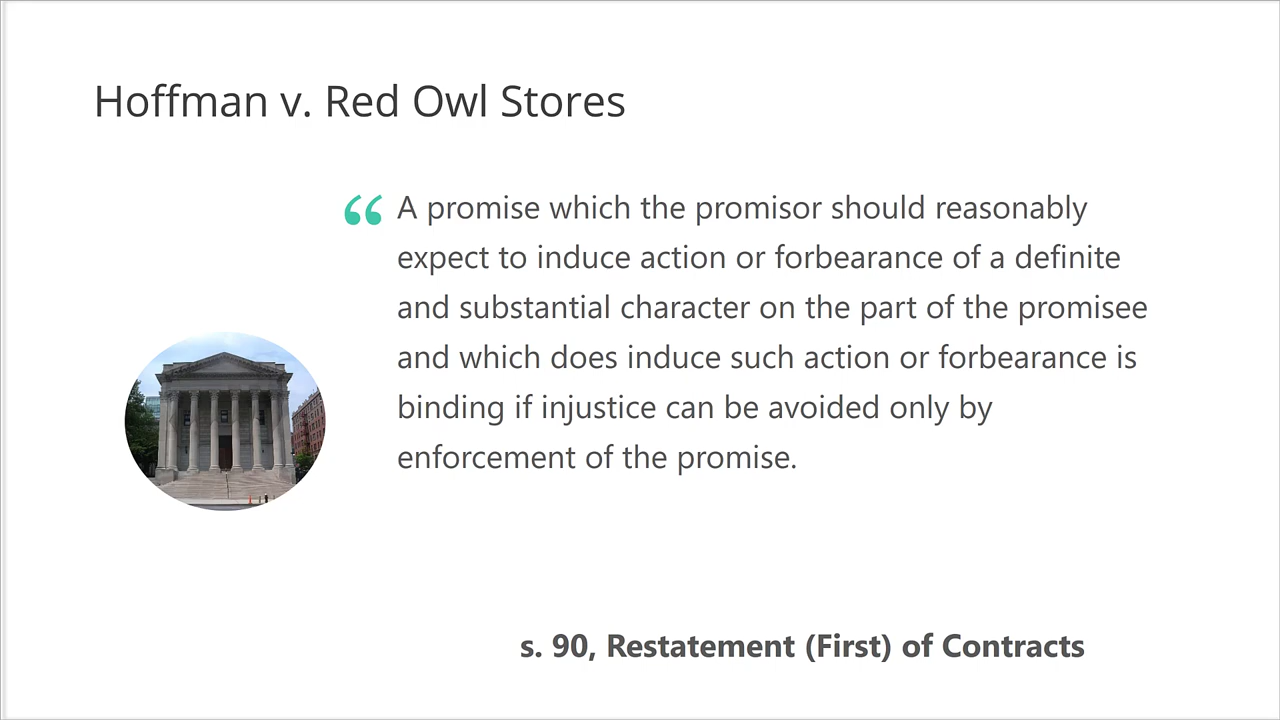 Hoffman v. Red Owl Stores
“ A promise which the promisor should reasonably
expect to induce action or forbearance of a definite
and substantial character on the part of the promisee
and which does induce such action or forbearance is
binding if injustice can be avoided only by
enforcement of the promise.
s. 90, Restatement (First) of Contracts